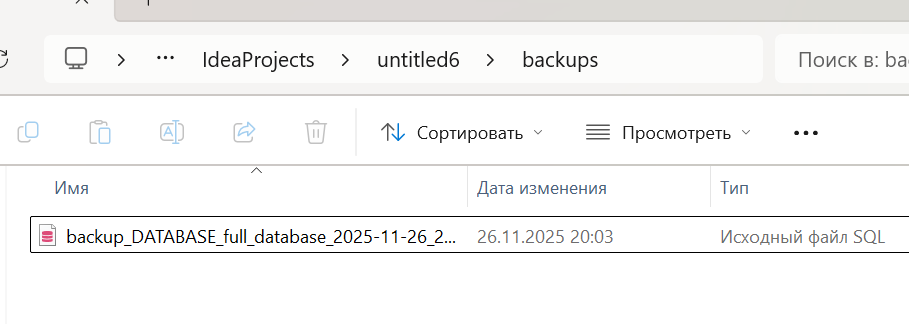 ··· IdeaProjects untitled6 backups Поиск в: ba
Сортировать Просмотреть ···
Имя Дата изменения Тип
backup_DATABASE_full_database_2025-11-26_2... 26.11.2025 20:03 Исходный файл SQL